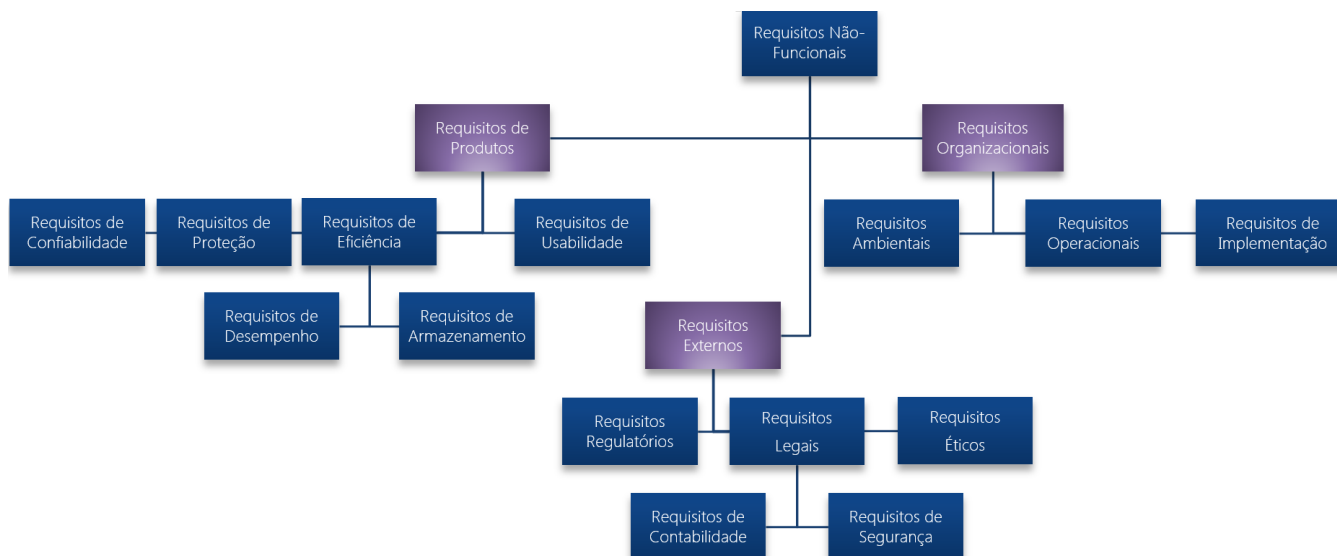 Requisitos Não-
Funcionais
Requisitos de
Produtos
Requisitos
Organizacionais
Requisitos de
Confiabilidade
Requisitos de
Proteção
Requisitos de
Eficiência
Requisitos de
Usabilidade
Requisitos
Ambientais
Requisitos
Operacionais
Requisitos de
Implementação
Requisitos de
Desempenho
Requisitos de
Armazenamento
Requisitos
Externos
Requisitos
Regulatórios
Requisitos
Legais
Requisitos
Éticos
Requisitos de
Contabilidade
Requisitos de
Segurança